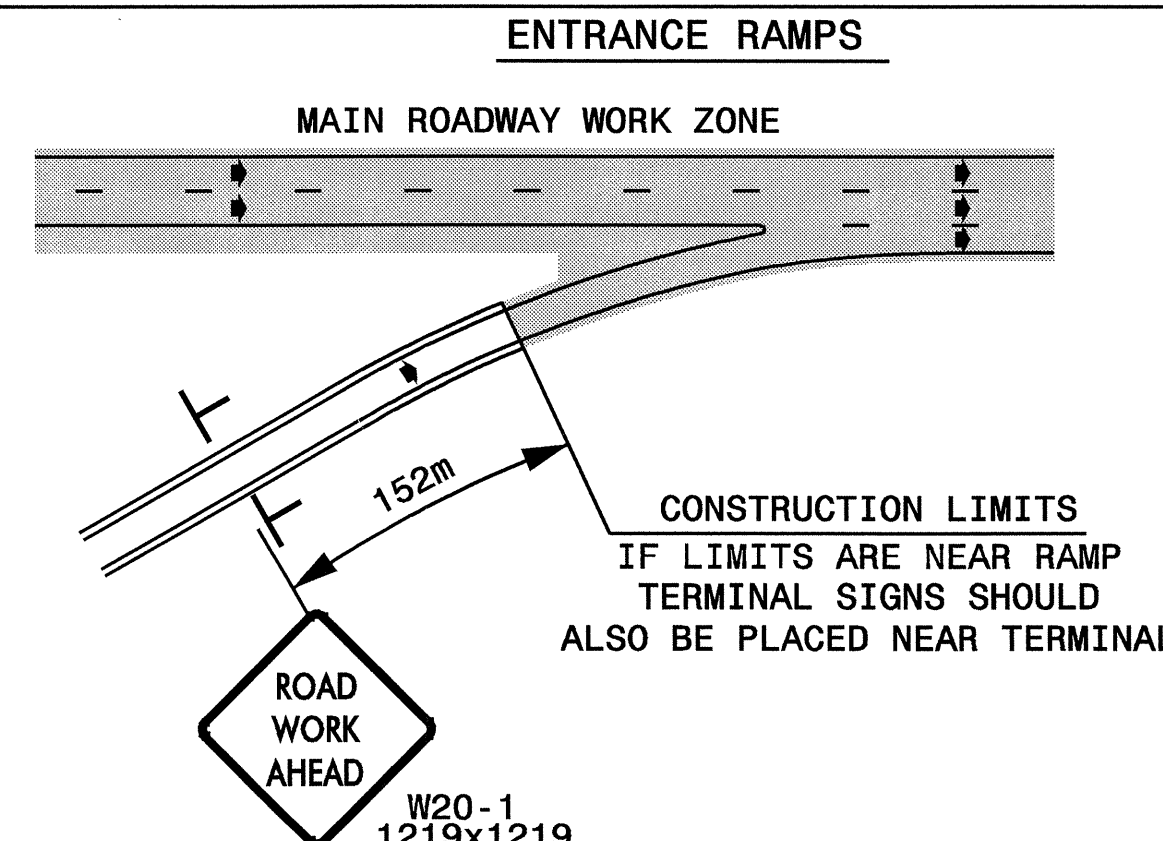 ENTRANCE RAMPS
MAIN ROADWAY WORK ZONE
152m
CONSTRUCTION LIMITS
IF LIMITS ARE NEAR RAMP
TERMINAL SIGNS SHOULD
ALSO BE PLACED NEAR TERMINAL
ROAD
WORK
AHEAD
W20-1
1219x1219